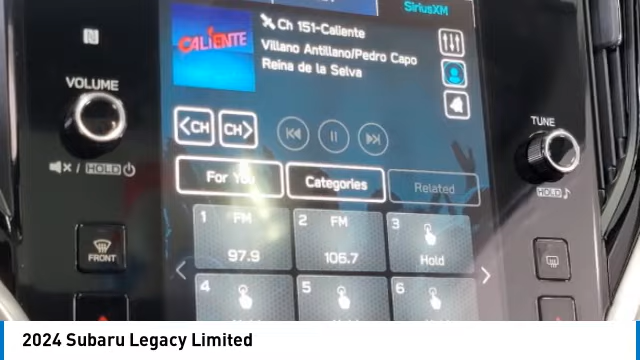 SiriusXM
CALIENTE
Ch 151-Caliente
Villano Antillano/Pedro Capo
Reina de la Selva
VOLUME
<CH
CH>
TUNE
/ HOLD
HOLD
For You
Categories
Related
1 FM
97.9
2 FM
105.7
3
Hold
FRONT
4
5
6
2024 Subaru Legacy Limited